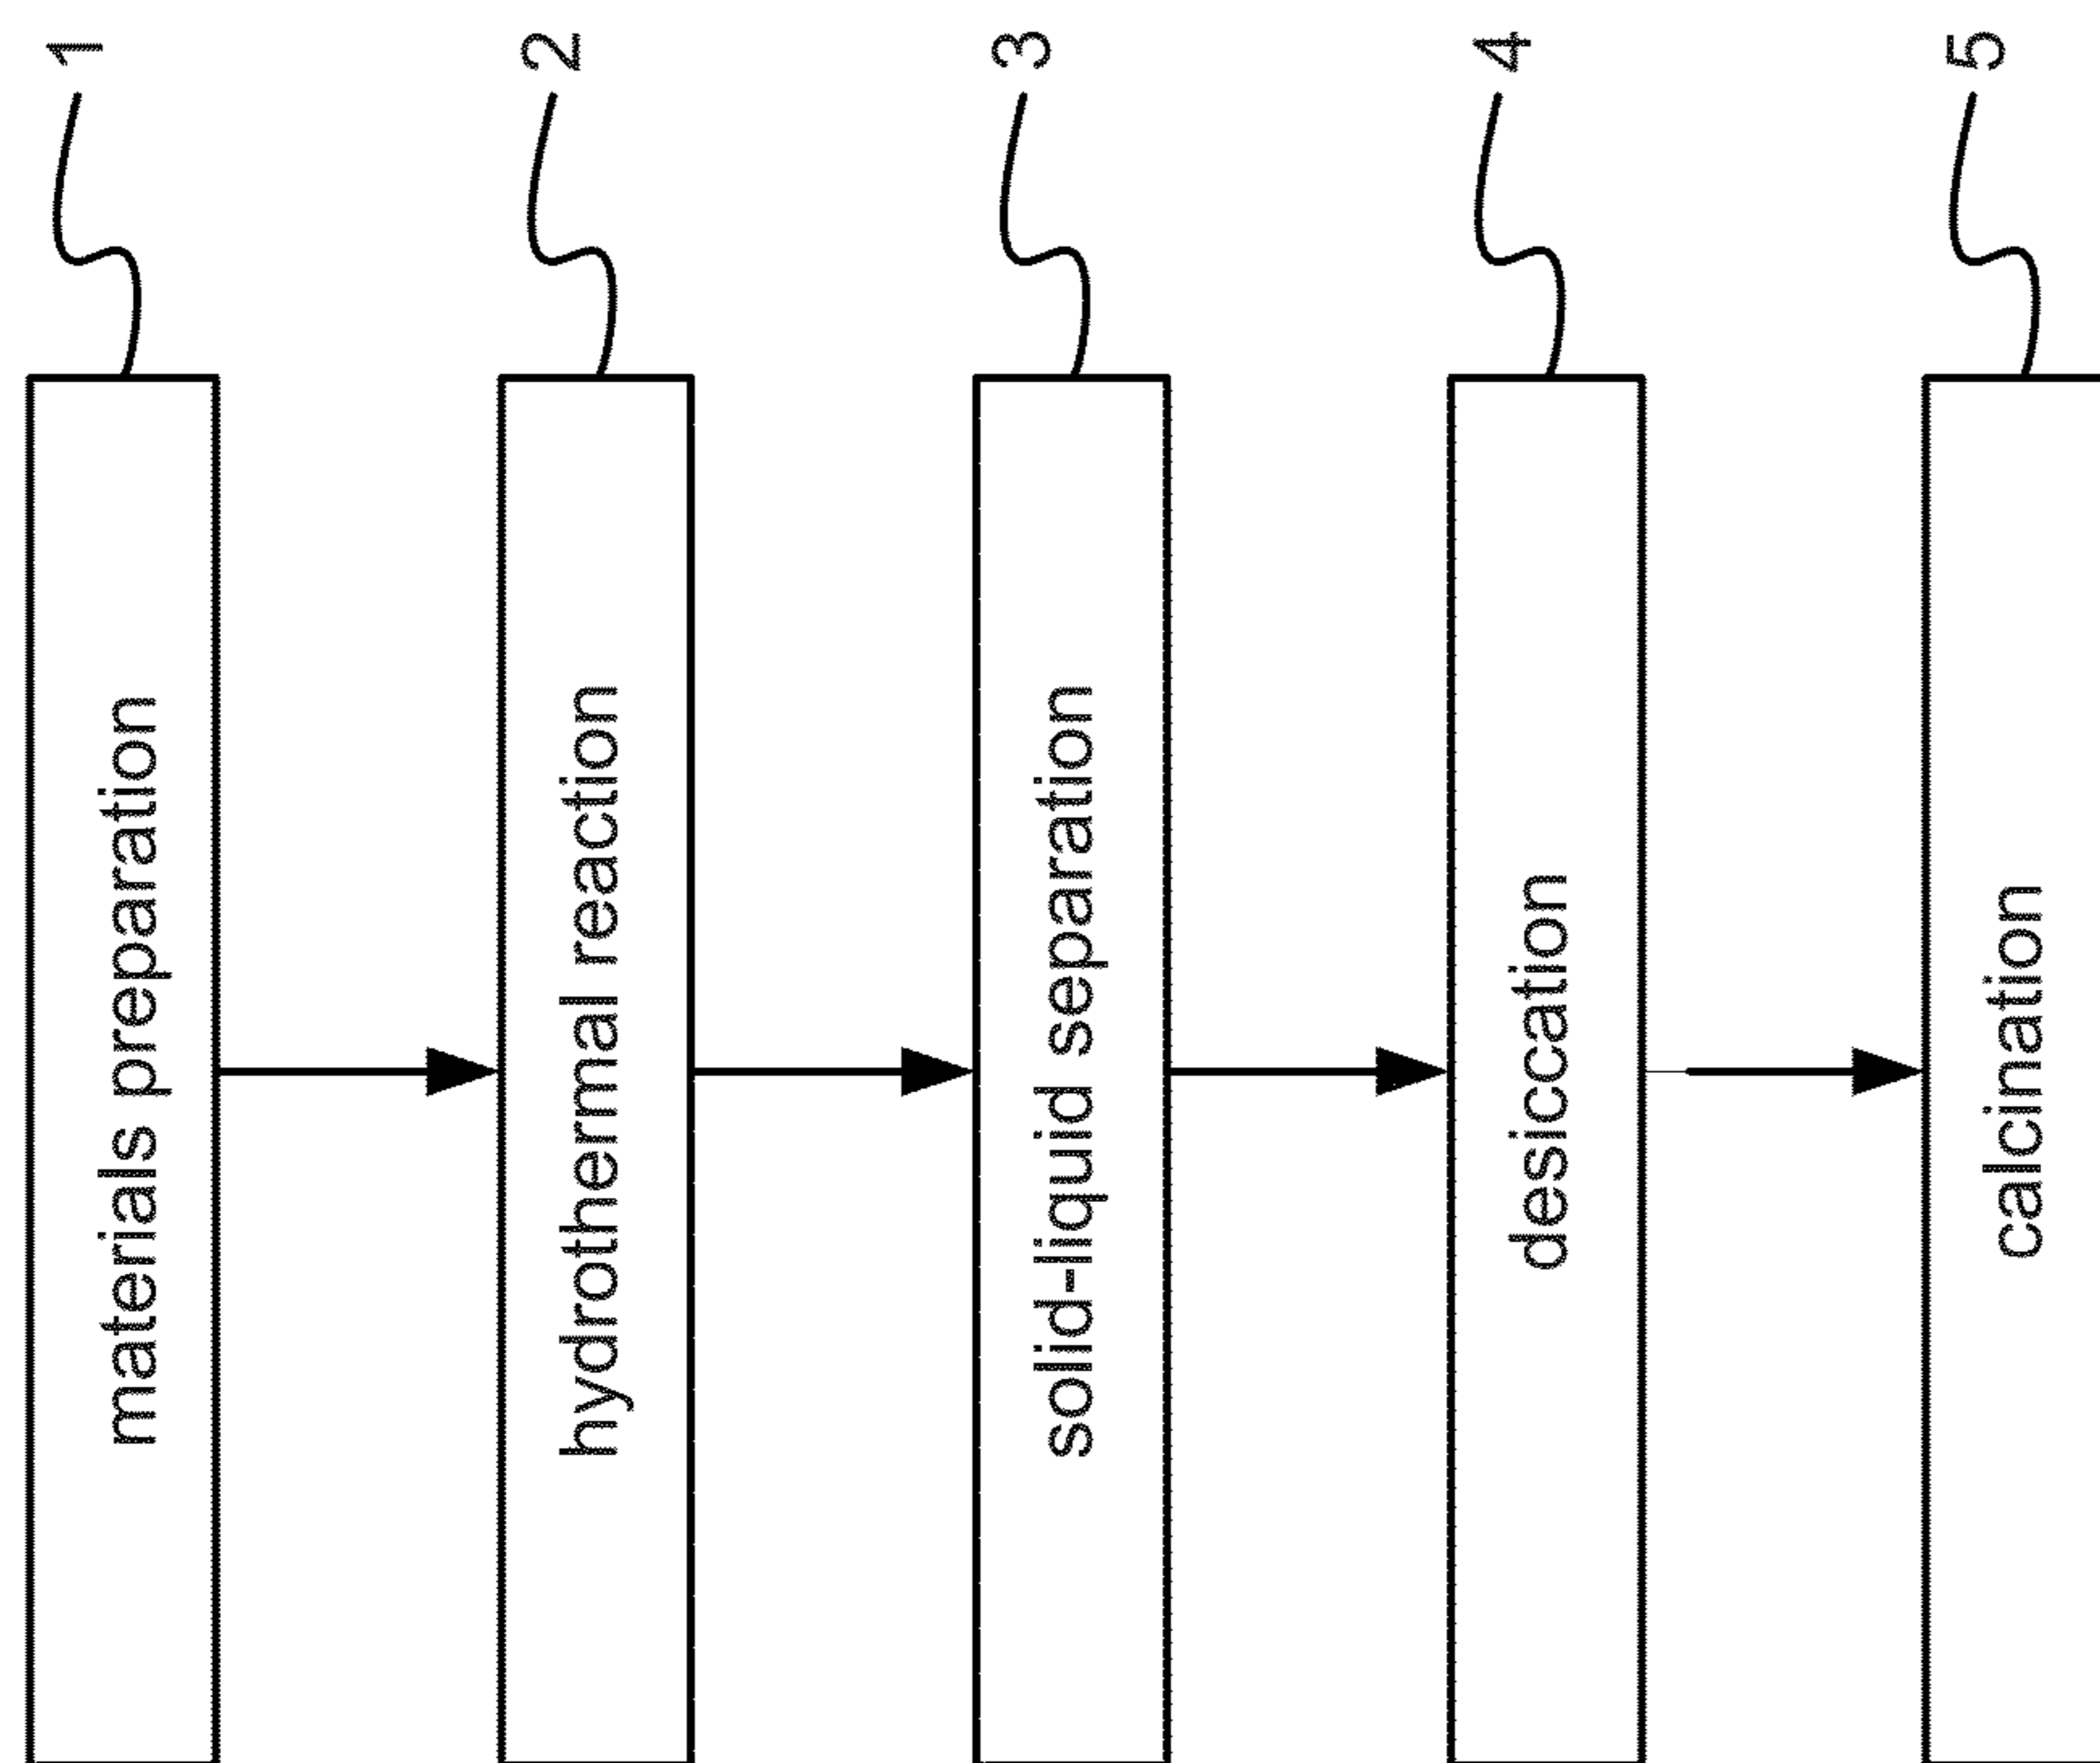 materials preparation
1
hydrothermal reaction
2
solid-liquid separation
3
desiccation
4
calcination
5